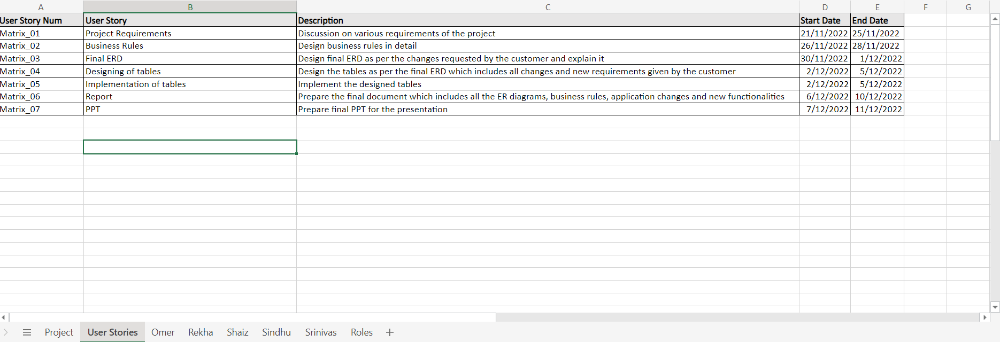 A B C D E F G
User Story Num User Story Description Start Date End Date
Matrix_01 Project Requirements Discussion on various requirements of the project 21/11/2022 25/11/2022
Matrix_02 Business Rules Design business rules in detail 26/11/2022 28/11/2022
Matrix_03 Final ERD Design final ERD as per the changes requested by the customer and explain it 30/11/2022 1/12/2022
Matrix_04 Designing of tables Design the tables as per the final ERD which includes all changes and new requirements given by the customer 2/12/2022 5/12/2022
Matrix_05 Implementation of tables Implement the designed tables 2/12/2022 5/12/2022
Matrix_06 Report Prepare the final document which includes all the ER diagrams, business rules, application changes and new functionalities 6/12/2022 10/12/2022
Matrix_07 PPT Prepare final PPT for the presentation 7/12/2022 11/12/2022
Project User Stories Omer Rekha Shaiz Sindhu Srinivas Roles +